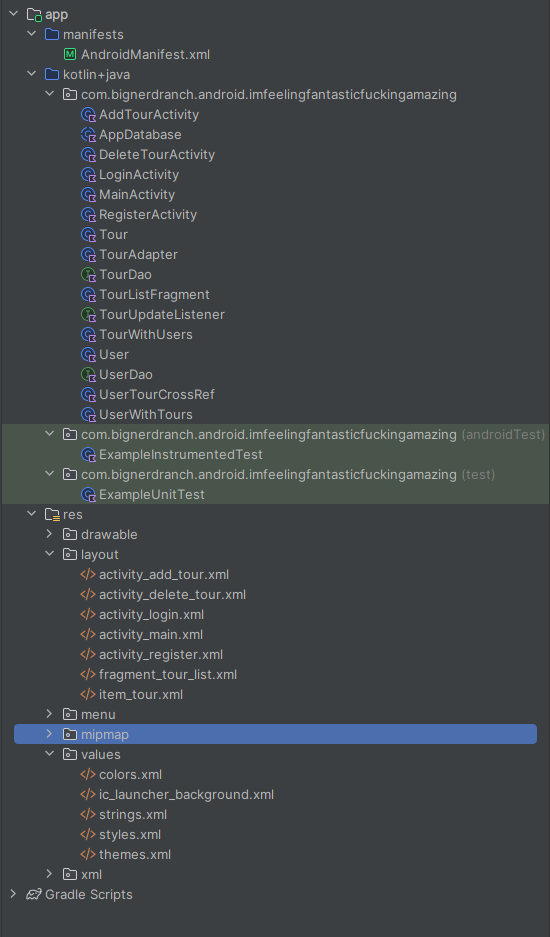 app
manifests
AndroidManifest.xml
kotlin+java
com.bignerdranch.android.imfeelingfantasticfuckingamazing
AddTourActivity
AppDatabase
DeleteTourActivity
LoginActivity
MainActivity
RegisterActivity
Tour
TourAdapter
TourDao
TourListFragment
TourUpdateListener
TourWithUsers
User
UserDao
UserTourCrossRef
UserWithTours
com.bignerdranch.android.imfeelingfantasticfuckingamazing (androidTest)
ExampleInstrumentedTest
com.bignerdranch.android.imfeelingfantasticfuckingamazing (test)
ExampleUnitTest
res
drawable
layout
activity_add_tour.xml
activity_delete_tour.xml
activity_login.xml
activity_main.xml
activity_register.xml
fragment_tour_list.xml
item_tour.xml
menu
mipmap
values
colors.xml
ic_launcher_background.xml
strings.xml
styles.xml
themes.xml
xml
Gradle Scripts